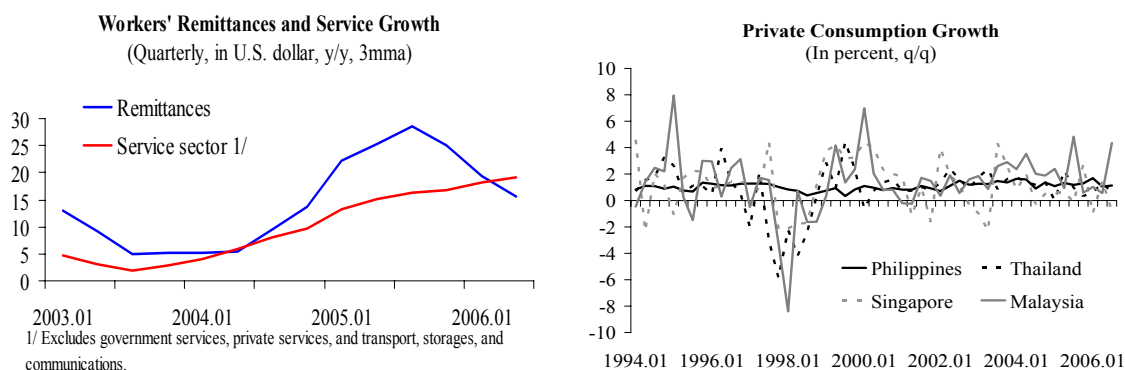 Workers' Remittances and Service Growth
(Quarterly, in U.S. dollar, y/y, 3mma)
Remittances
Service sector 1/
30
25
20
15
10
5
0
2003.01 2004.01 2005.01 2006.01
1/ Excludes government services, private services, and transport, storages, and
communications.
Private Consumption Growth
(In percent, q/q)
10
8
6
4
2
0
-2
-4
-6
-8
-10
Philippines Thailand
Singapore Malaysia
1994.01 1996.01 1998.01 2000.01 2002.01 2004.01 2006.01